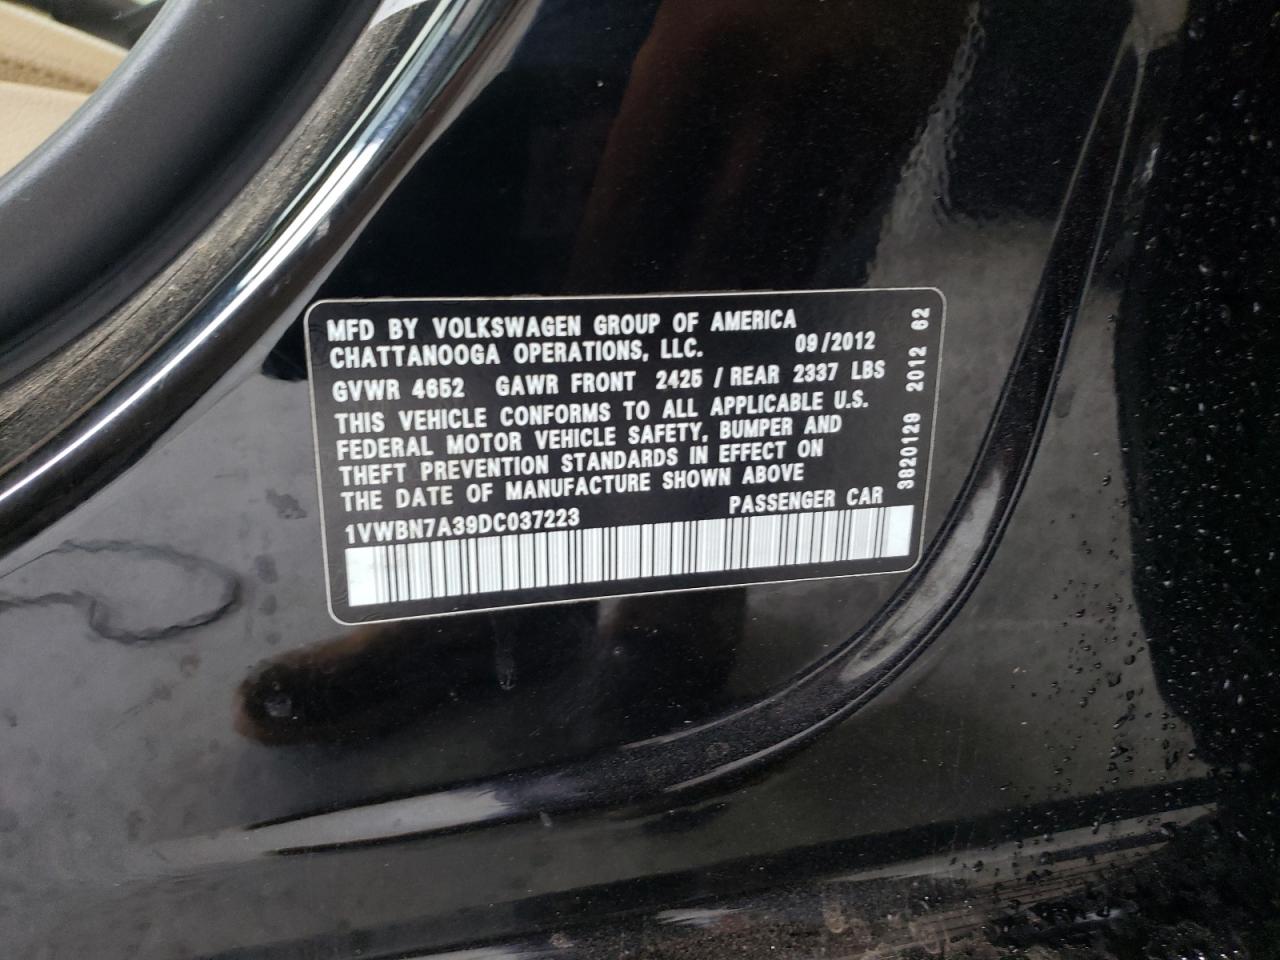 MFD BY VOLKSWAGEN GROUP OF AMERICA
CHATTANOOGA OPERATIONS, LLC. 09/2012
GVWR 4652 GAWR FRONT 2425 / REAR 2337 LBS
THIS VEHICLE CONFORMS TO ALL APPLICABLE U.S.
FEDERAL MOTOR VEHICLE SAFETY, BUMPER AND
THEFT PREVENTION STANDARDS IN EFFECT ON
THE DATE OF MANUFACTURE SHOWN ABOVE
1VWBN7A39DC037223 PASSENGER CAR
3820129 2012 62